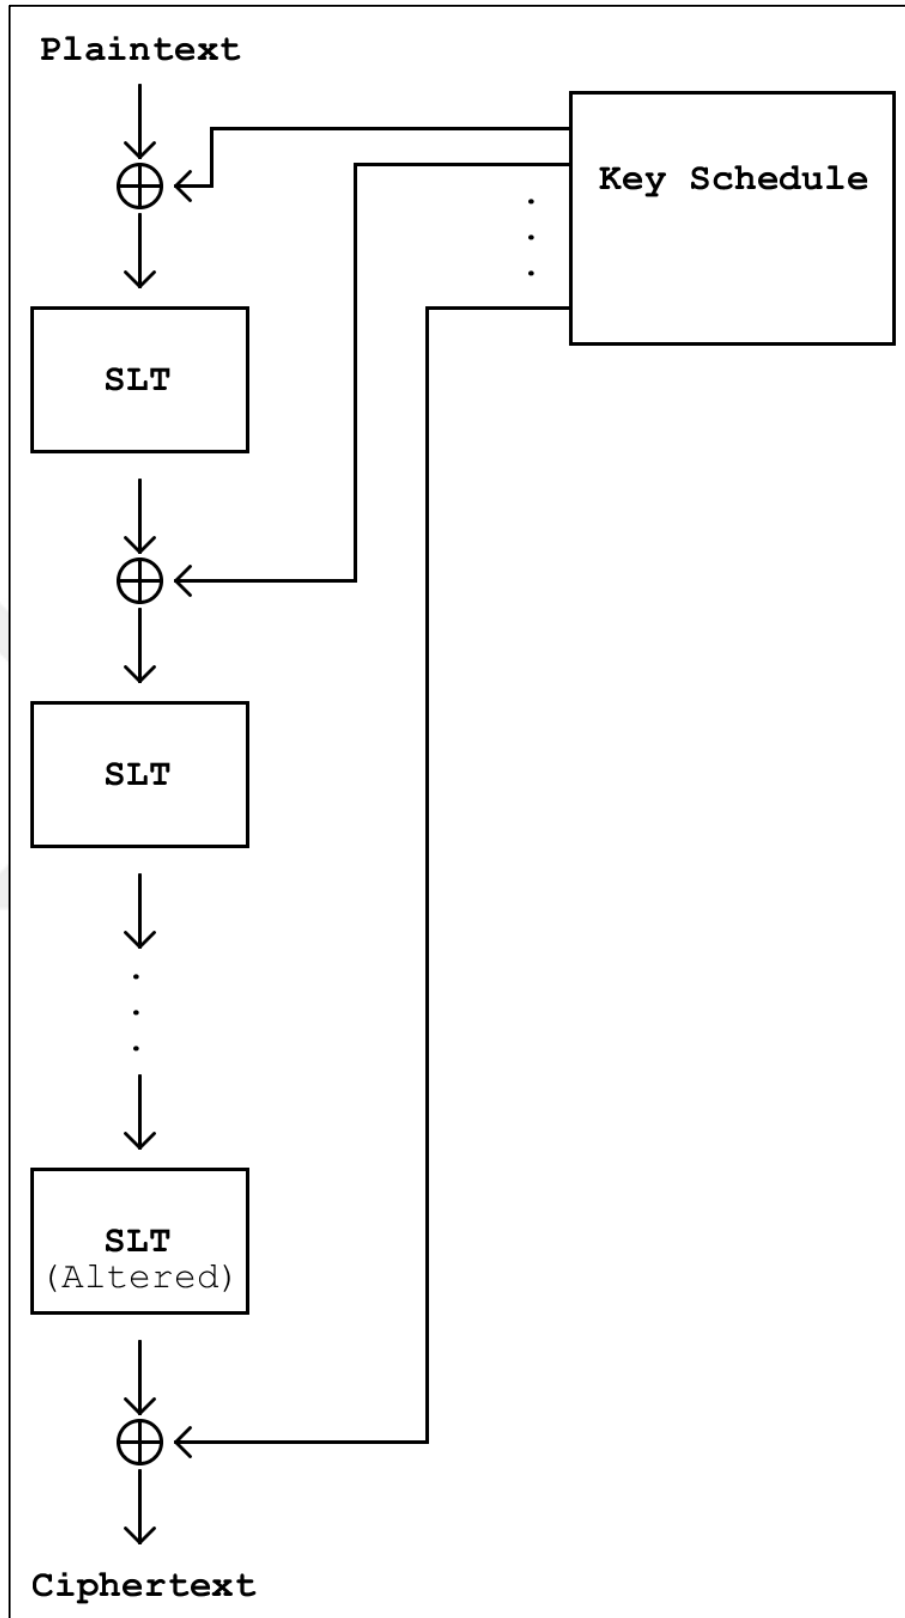 Plaintext
Key Schedule
SLT
SLT
SLT
(Altered)
Ciphertext